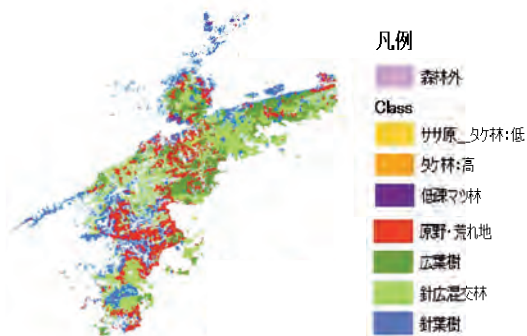 凡例
森林外
Class
ササ原_タケ林:低
タケ林:高
低疎マツ林
原野・荒れ地
広葉樹
針広混交林
針葉樹